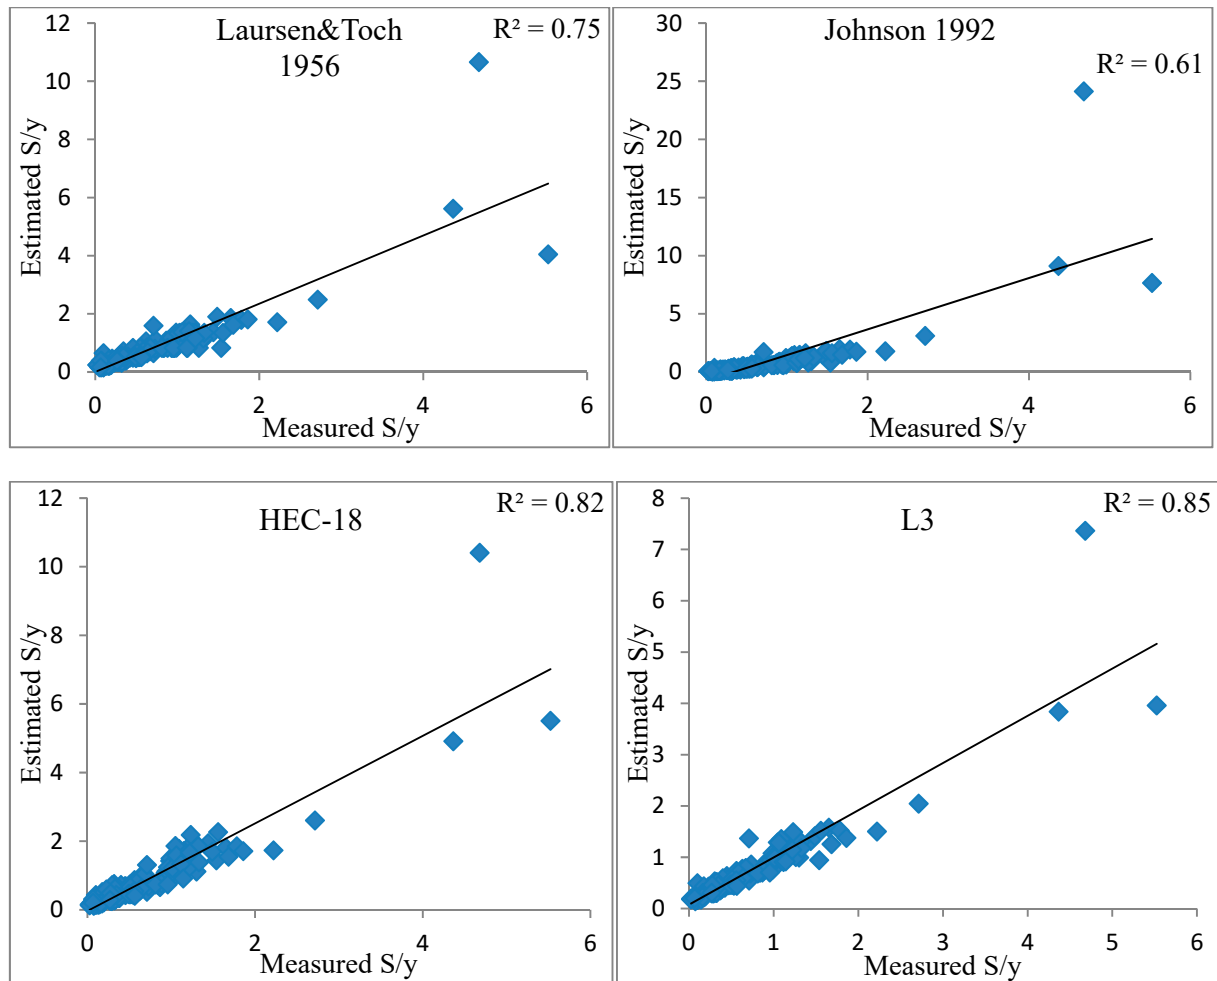 Laursen&Toch
1956
R² = 0.75
Estimated S/y
12
10
8
6
4
2
0
0 2 4 6
Measured S/y
Johnson 1992
R² = 0.61
Estimated S/y
30
25
20
15
10
5
0
0 2 4 6
Measured S/y
HEC-18
R² = 0.82
Estimated S/y
12
10
8
6
4
2
0
0 2 4 6
Measured S/y
L3
R² = 0.85
Estimated S/y
8
7
6
5
4
3
2
1
0
0 1 2 3 4 5 6
Measured S/y